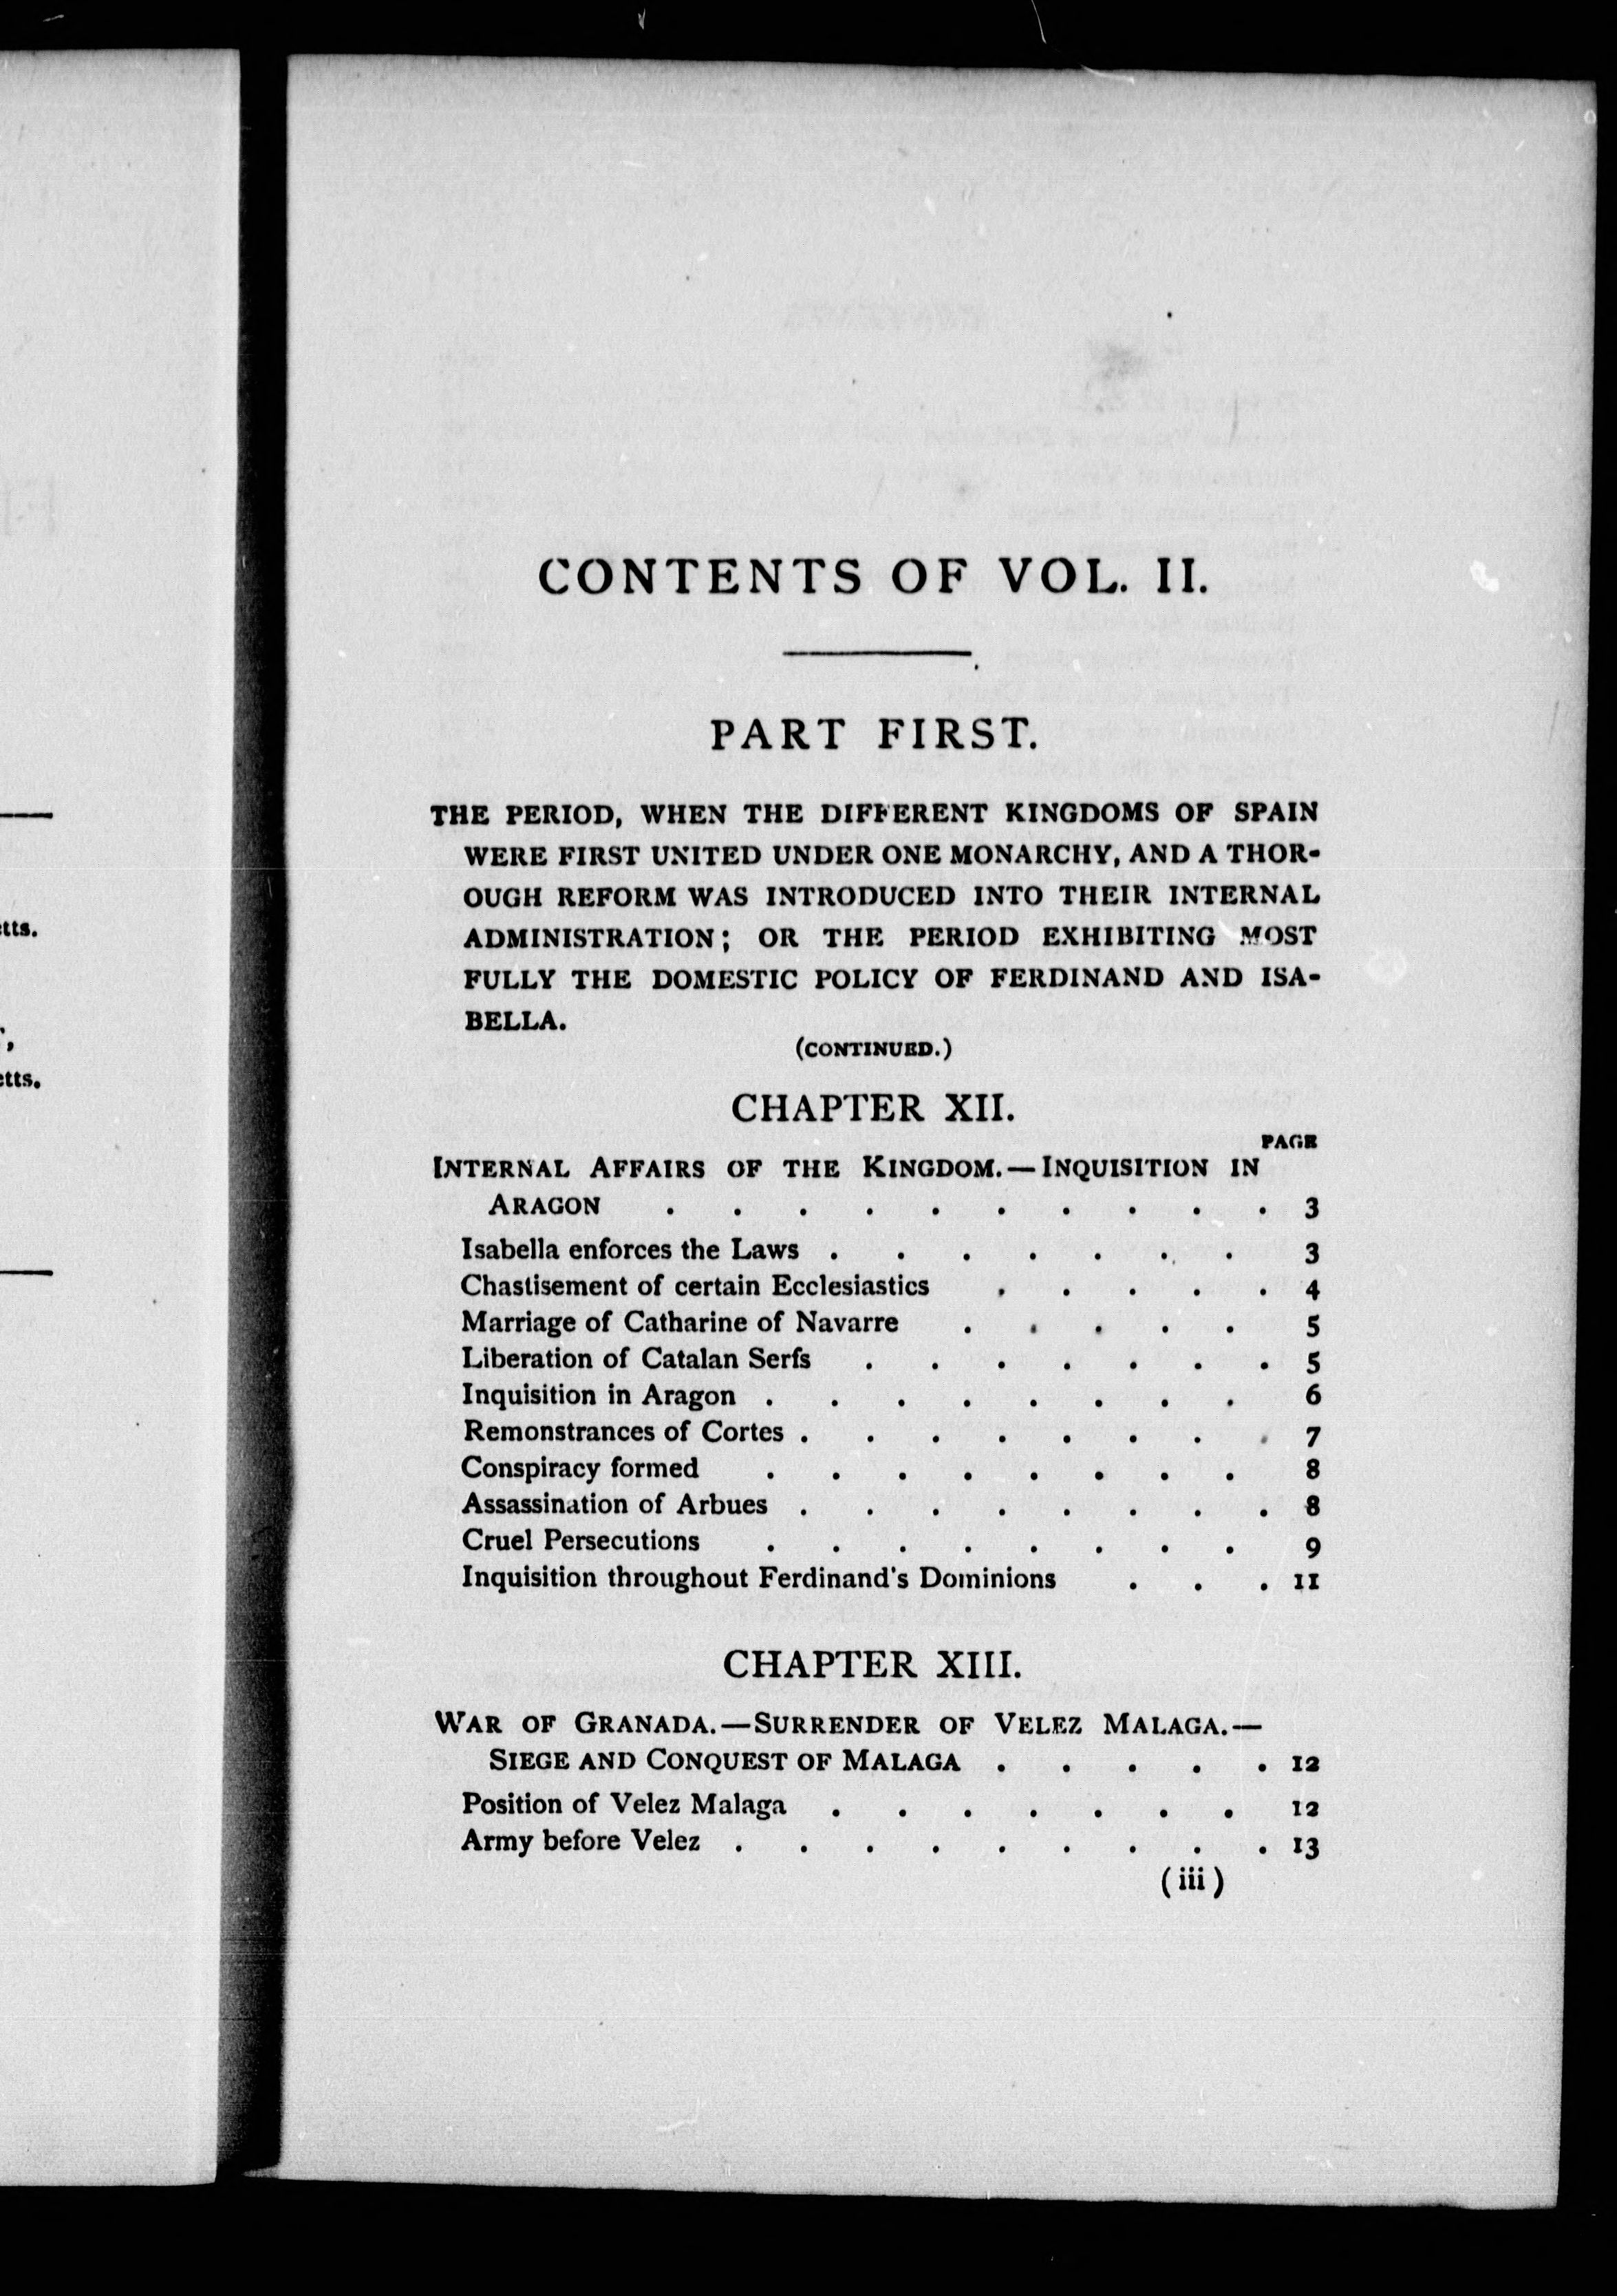 tts.
etts.
CONTENTS OF VOL. II.
PART FIRST.
THE PERIOD, WHEN THE DIFFERENT KINGDOMS OF SPAIN
WERE FIRST UNITED UNDER ONE MONARCHY, AND A THOR-
OUGH REFORM WAS INTRODUCED INTO THEIR INTERNAL
ADMINISTRATION; OR THE PERIOD EXHIBITING MOST
FULLY THE DOMESTIC POLICY OF FERDINAND AND ISA-
BELLA.
(CONTINUED.)
CHAPTER XII.
PAGE
INTERNAL AFFAIRS OF THE KINGDOM.—INQUISITION IN
ARAGON . . . . . . . . . . 3
Isabella enforces the Laws . . . . . . . 3
Chastisement of certain Ecclesiastics . . . . . 4
Marriage of Catharine of Navarre . . . . . 5
Liberation of Catalan Serfs . . . . . . . 5
Inquisition in Aragon . . . . . . . . 6
Remonstrances of Cortes . . . . . . . . 7
Conspiracy formed . . . . . . . . 8
Assassination of Arbues . . . . . . . . 8
Cruel Persecutions . . . . . . . . 9
Inquisition throughout Ferdinand's Dominions . . . 11
CHAPTER XIII.
WAR OF GRANADA.—SURRENDER OF VELEZ MALAGA.—
SIEGE AND CONQUEST OF MALAGA . . . . . 12
Position of Velez Malaga . . . . . . . 12
Army before Velez . . . . . . . . . 13
(iii)